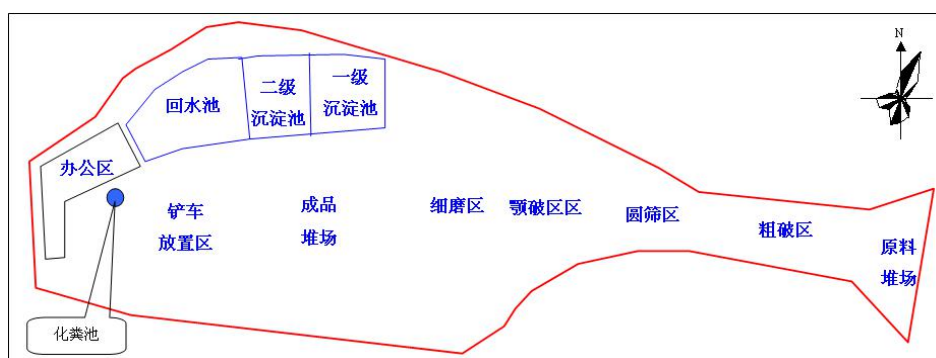 N
回水池
二级
沉淀池
一级
沉淀池
办公区
铲车
放置区
成品
堆场
细磨区
颚破区区
圆筛区
粗破区
原料
堆场
化粪池